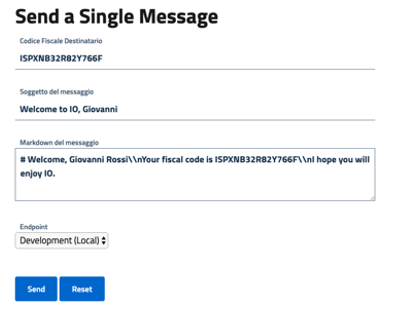 Send a Single Message
Codice Fiscale Destinatario
ISPXNB32R82Y766F
Soggetto del messaggio
Welcome to IO, Giovanni
Markdown del messaggio
# Welcome, Giovanni Rossi\\nYour fiscal code is ISPXNB32R82Y766F\\nI hope you will
enjoy IO.
Endpoint
Development (Local)
Send Reset